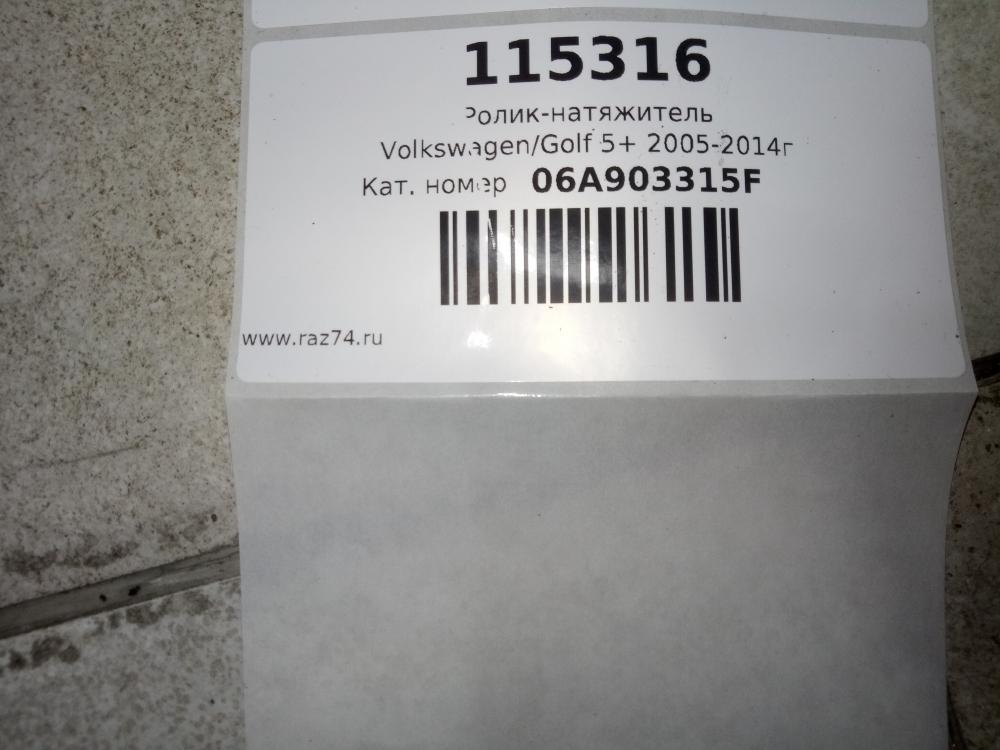 115316
Ролик-натяжитель
Volkswagen/Golf 5+ 2005-2014г
Кат. номер 06A903315F
www.raz74.ru